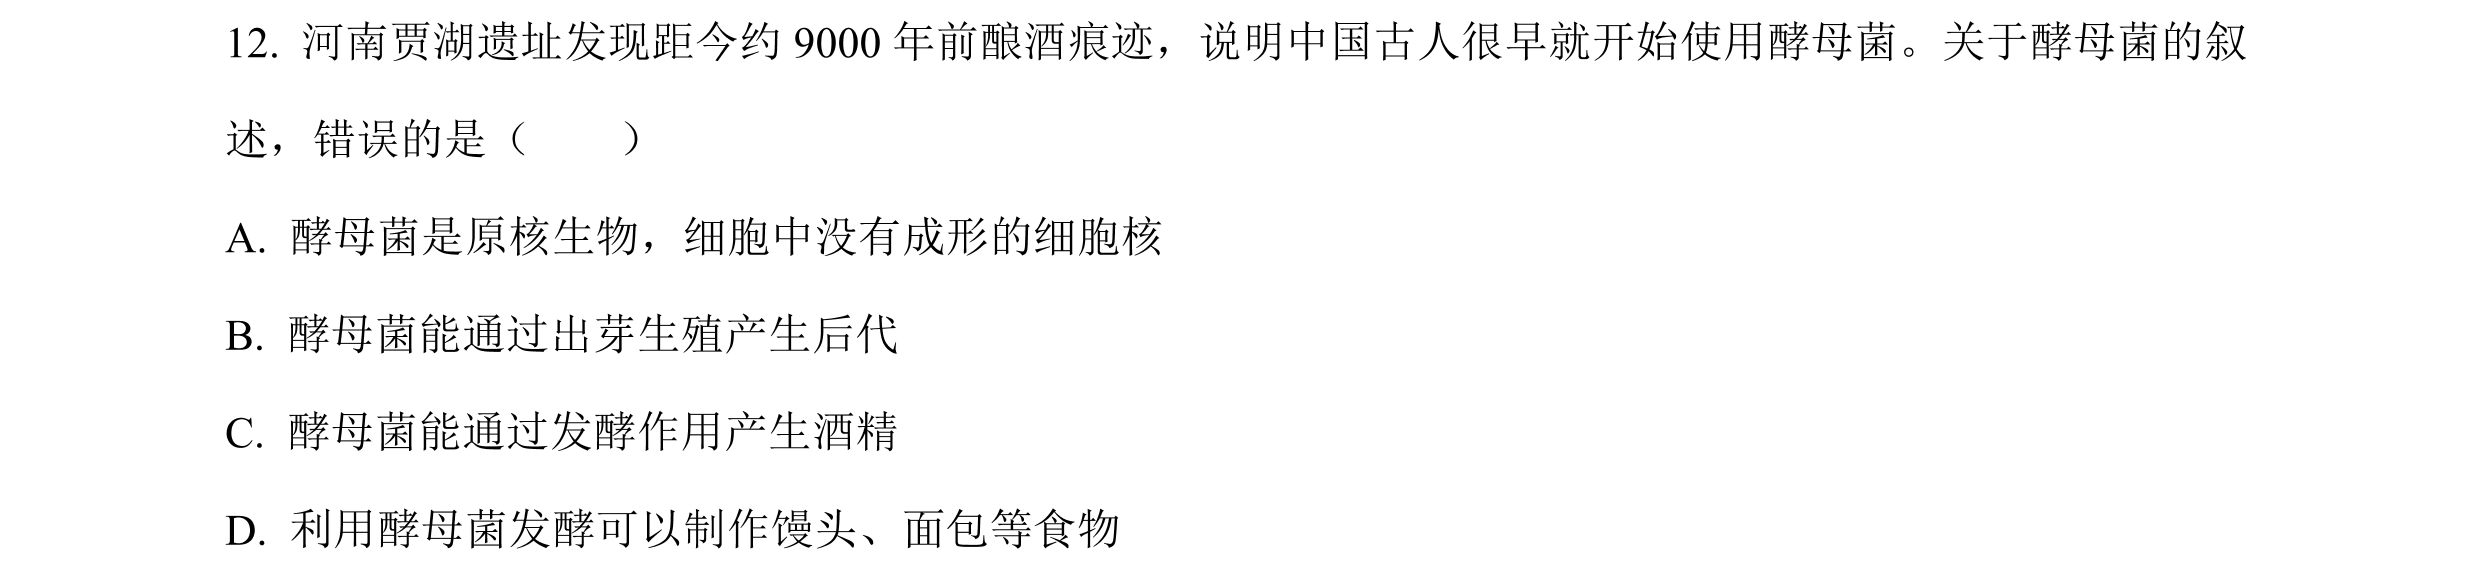 12. 河南贾湖遗址发现距今约 9000 年前酿酒痕迹，说明中国古人很早就开始使用酵母菌。关于酵母菌的叙
述，错误的是（　　）
A. 酵母菌是原核生物，细胞中没有成形的细胞核
B. 酵母菌能通过出芽生殖产生后代
C. 酵母菌能通过发酵作用产生酒精
D. 利用酵母菌发酵可以制作馒头、面包等食物